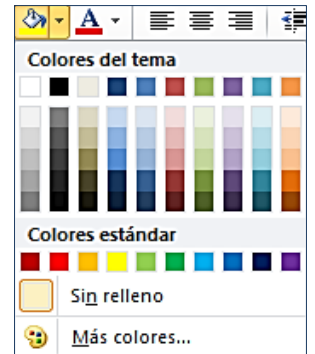 A
Colores del tema
Colores estándar
Sin relleno
Más colores...